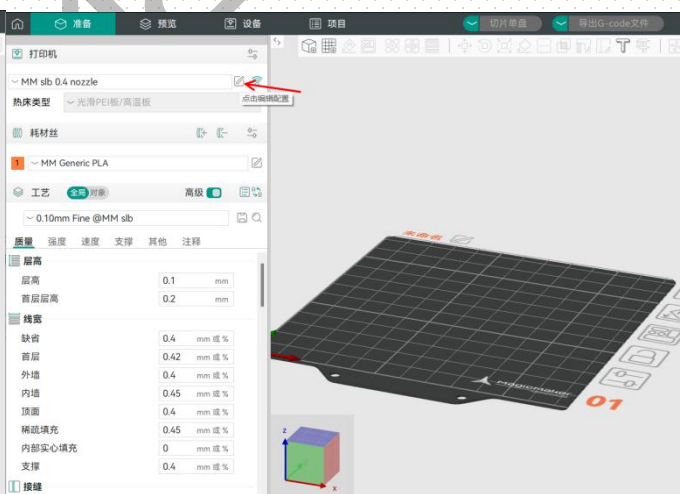 准备 预览 设备 项目 切片单盘 导出G-code文件
打印机
MM slb 0.4 nozzle
热床类型 光滑PEI板/高温板 点击编辑配置
耗材丝
1 MM Generic PLA
工艺 全局 对象 高级
0.10mm Fine @MM slb
质量 强度 速度 支撑 其他 注释
层高
层高 0.1 mm
首层层高 0.2 mm
线宽
缺省 0.4 mm 或 %
首层 0.42 mm 或 %
外墙 0.4 mm 或 %
内墙 0.45 mm 或 %
顶面 0.4 mm 或 %
稀疏填充 0.45 mm 或 %
内部实心填充 0 mm 或 %
支撑 0.4 mm 或 %
接缝
未命名
MagicMaker
01
z
x